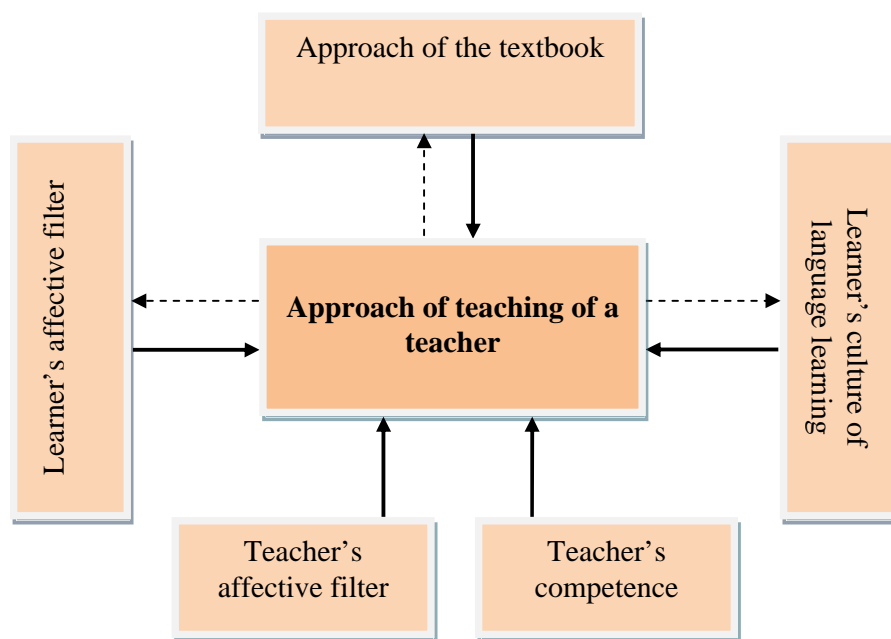 Approach of the textbook
Learner’s affective filter
Approach of teaching of a
teacher
Learner’s culture of
language learning
Teacher’s
affective filter
Teacher’s
competence